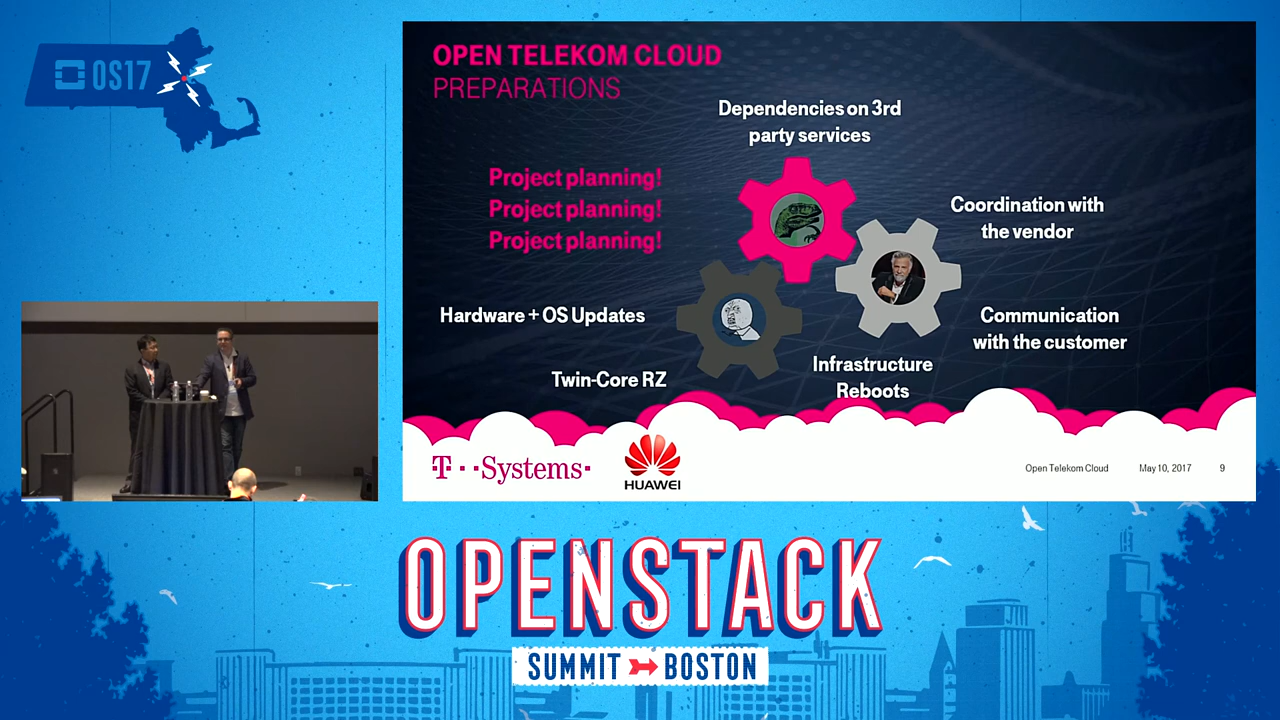 OS17
OPEN TELEKOM CLOUD
PREPARATIONS
Dependencies on 3rd
party services
Project planning!
Project planning!
Project planning!
Coordination with
the vendor
Hardware + OS Updates
Communication
with the customer
Twin-Core RZ
Infrastructure
Reboots
T··Systems·
HUAWEI
Open Telekom Cloud
May 10, 2017
9
OPENSTACK
SUMMIT BOSTON